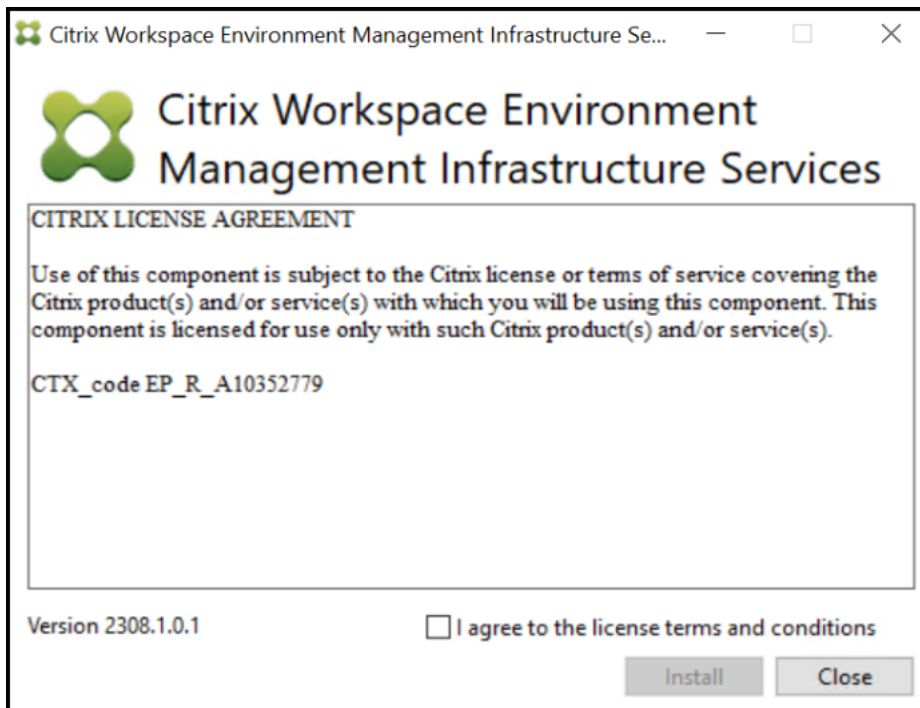 Citrix Workspace Environment Management Infrastructure Se...
Citrix Workspace Environment
Management Infrastructure Services
CITRIX LICENSE AGREEMENT
Use of this component is subject to the Citrix license or terms of service covering the
Citrix product(s) and/or service(s) with which you will be using this component. This
component is licensed for use only with such Citrix product(s) and/or service(s).
CTX_code EP_R_A10352779
Version 2308.1.0.1
I agree to the license terms and conditions
Install
Close